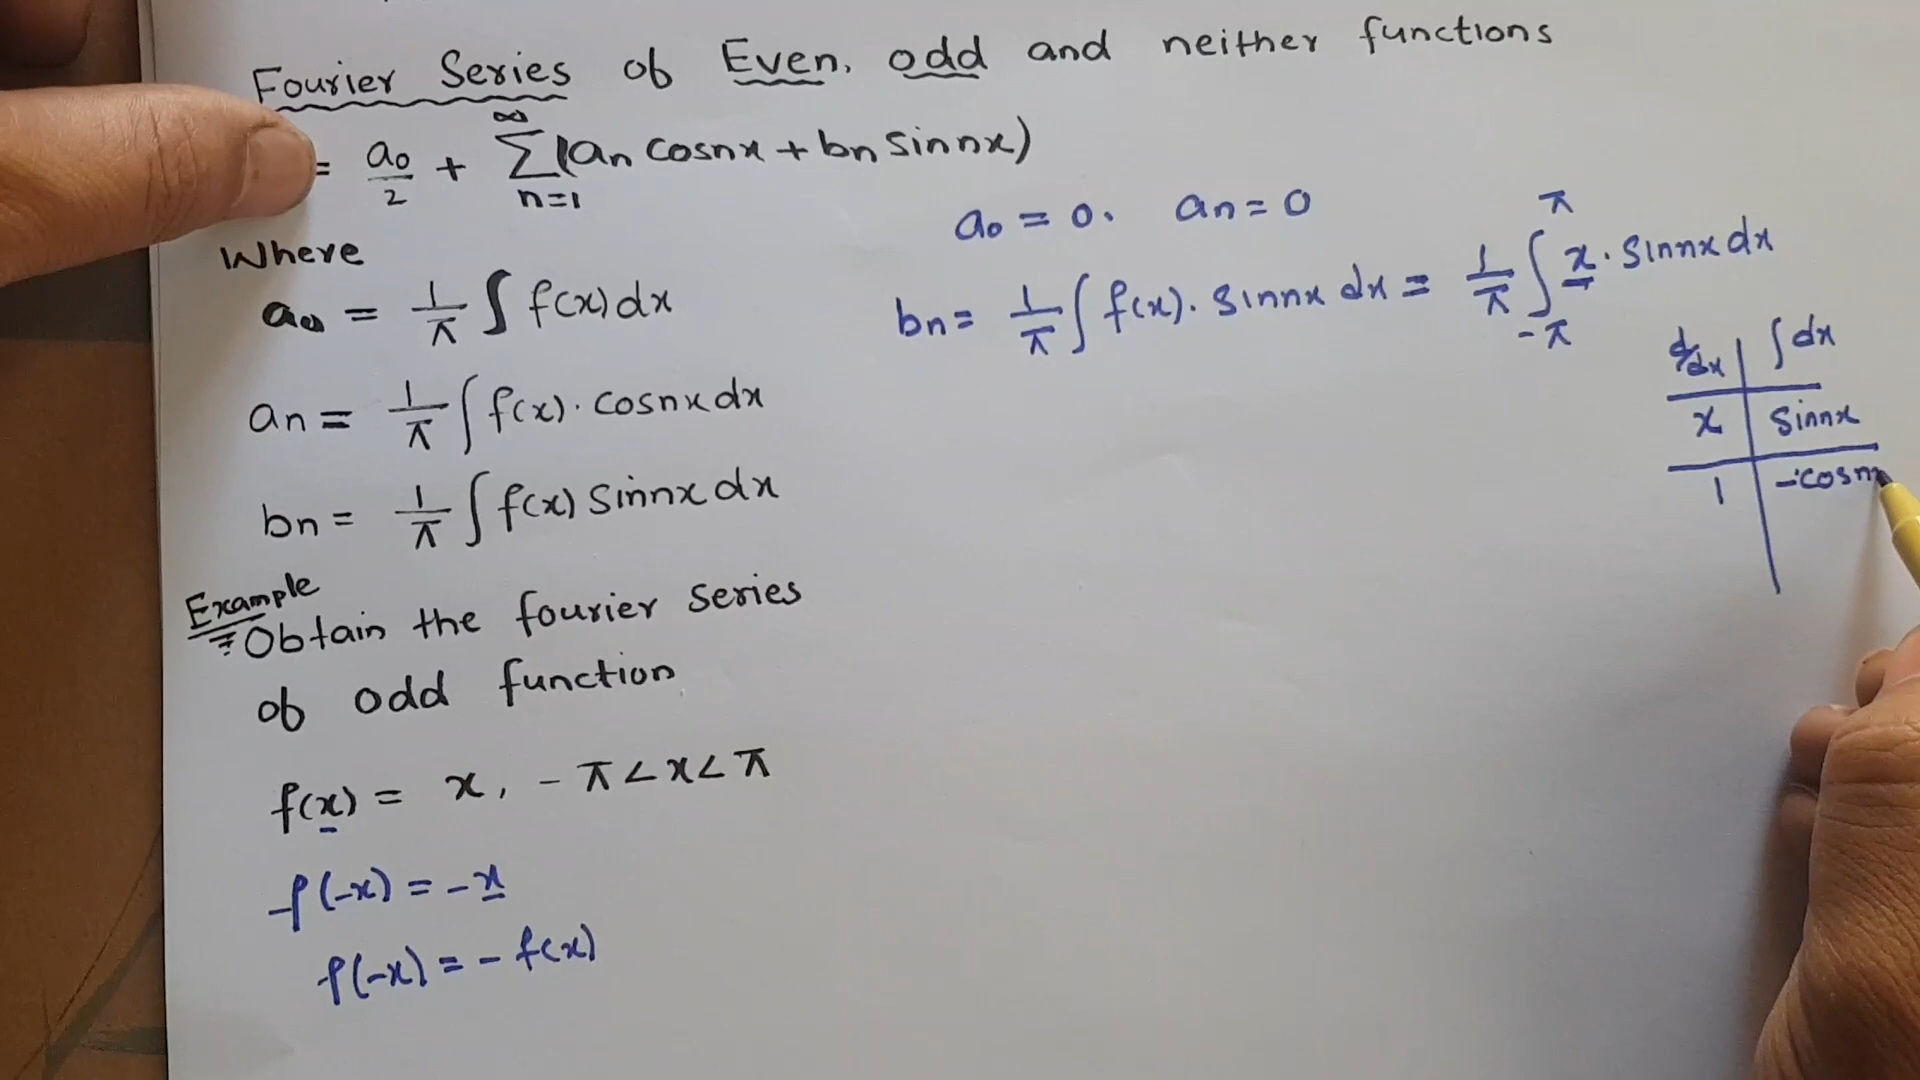 Fourier Series of Even, odd and neither functions
= a₀/2 + ∞∑n=1 (an cosnx + bn sinnx)
Where
a₀ = 1/π ∫ f(x) dx
an = 1/π ∫ f(x) · cosnx dx
bn = 1/π ∫ f(x) sinnx dx
Example
Obtain the fourier series
of odd function
f(x) = x, -π < x < π
f(-x) = -x
f(-x) = - f(x)
a₀ = 0, an = 0
bn = 1/π ∫ f(x) · sinnx dx = 1/π ∫ -π π x · sinnx dx
d/dx | ∫ dx
x | sinnx
1 | -cosn